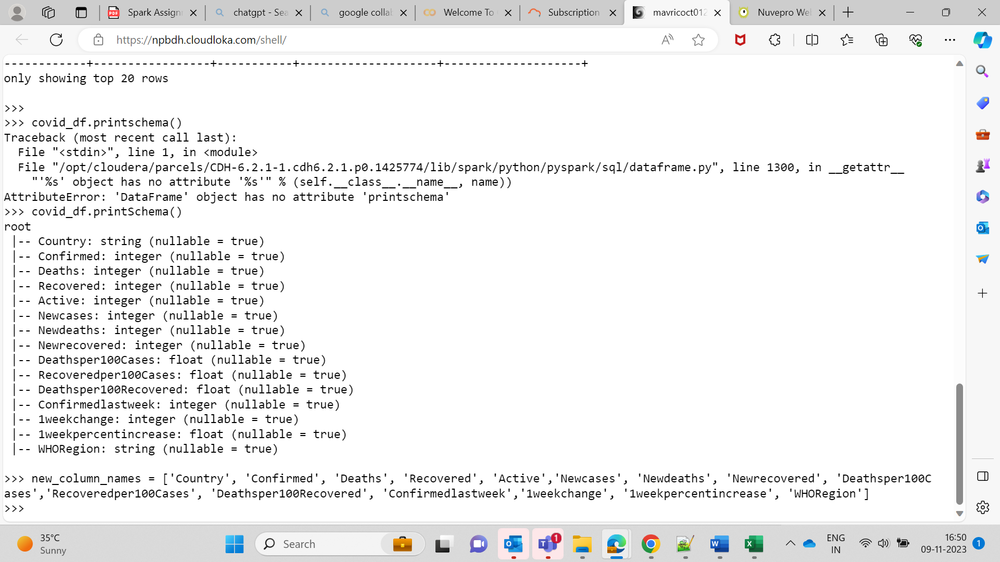 Spark Assign
chatgpt - Sea
google collab
Welcome To
Subscription
mavricoct012
Nuvepro Wel
https://npbdh.cloudloka.com/shell/
------------+-----------------+-----------+--------------------+--------------------+
only showing top 20 rows
>>>
>>> covid_df.printschema()
Traceback (most recent call last):
  File "<stdin>", line 1, in <module>
  File "/opt/cloudera/parcels/CDH-6.2.1-1.cdh6.2.1.p0.1425774/lib/spark/python/pyspark/sql/dataframe.py", line 1300, in __getattr__
    "'%s' object has no attribute '%s'" % (self.__class__.__name__, name))
AttributeError: 'DataFrame' object has no attribute 'printschema'
>>> covid_df.printSchema()
root
 |-- Country: string (nullable = true)
 |-- Confirmed: integer (nullable = true)
 |-- Deaths: integer (nullable = true)
 |-- Recovered: integer (nullable = true)
 |-- Active: integer (nullable = true)
 |-- Newcases: integer (nullable = true)
 |-- Newdeaths: integer (nullable = true)
 |-- Newrecovered: integer (nullable = true)
 |-- Deathsper100Cases: float (nullable = true)
 |-- Recoveredper100Cases: float (nullable = true)
 |-- Deathsper100Recovered: float (nullable = true)
 |-- Confirmedlastweek: integer (nullable = true)
 |-- 1weekchange: integer (nullable = true)
 |-- 1weekpercentincrease: float (nullable = true)
 |-- WHORegion: string (nullable = true)
>>> new_column_names = ['Country', 'Confirmed', 'Deaths', 'Recovered', 'Active','Newcases', 'Newdeaths', 'Newrecovered', 'Deathsper100C
ases','Recoveredper100Cases', 'Deathsper100Recovered', 'Confirmedlastweek','1weekchange', '1weekpercentincrease', 'WHORegion']
>>>
35°C
Sunny
Search
1
ENG
IN
16:50
09-11-2023
1